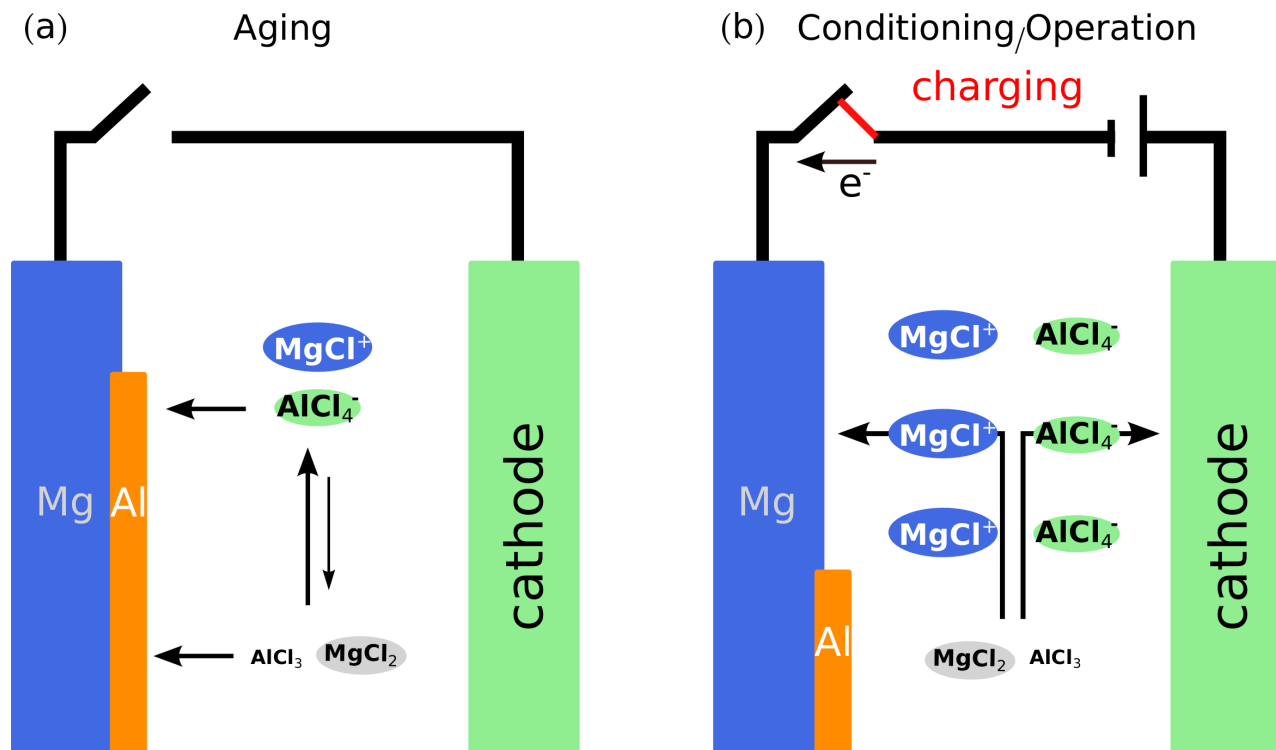 (a) Aging
MgCl⁺
AlCl₄⁻
Mg Al
AlCl₃ MgCl₂
cathode
(b) Conditioning/Operation
charging
e⁻
MgCl⁺ AlCl₄⁻
MgCl⁺ AlCl₄⁻
Mg
MgCl⁺ AlCl₄⁻
Al
MgCl₂ AlCl₃
cathode